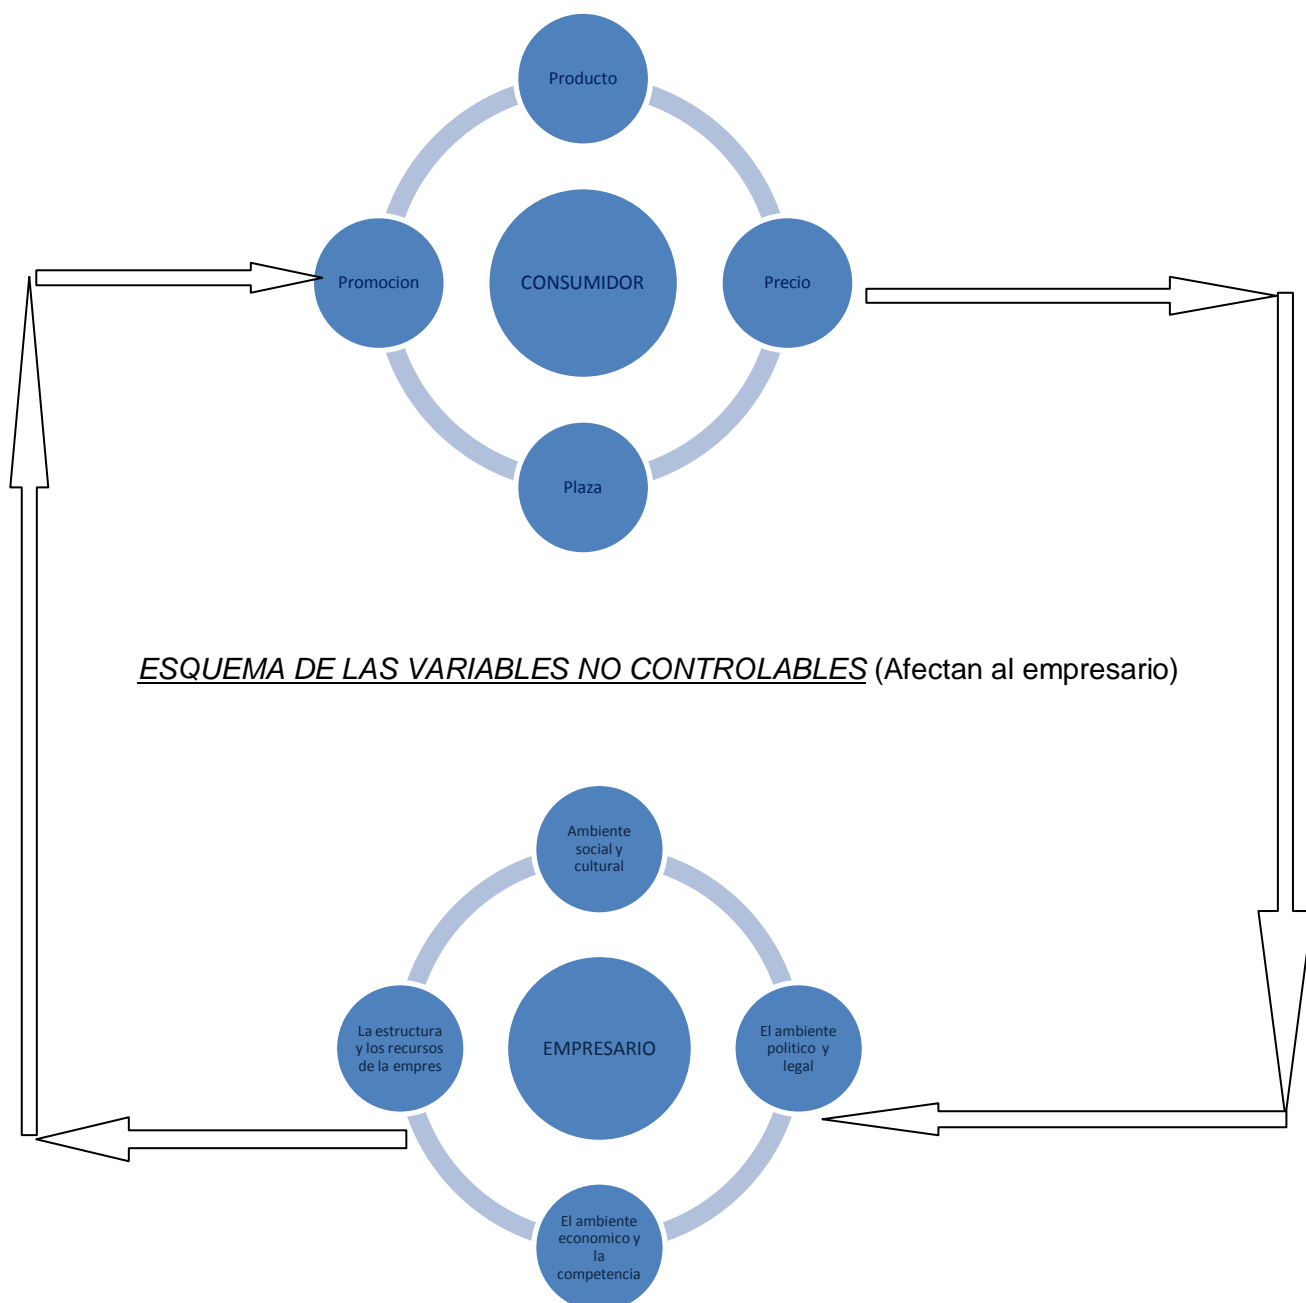 Producto
Promocion
CONSUMIDOR
Precio
Plaza
ESQUEMA DE LAS VARIABLES NO CONTROLABLES (Afectan al empresario)
Ambiente
social y
cultural
La estructura
y los recursos
de la empres
EMPRESARIO
El ambiente
politico y
legal
El ambiente
economico y
la
competencia